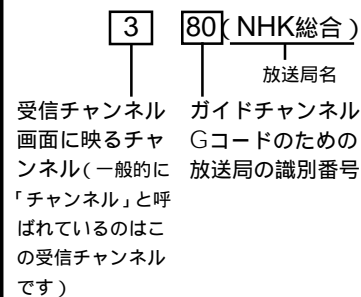 3 80(NHK総合)
放送局名
受信チャンネル
画面に映るチャ
ンネル(一般的に
「チャンネル」と呼
ばれているのはこ
の受信チャンネル
です)
ガイドチャンネル
Gコードのための
放送局の識別番号